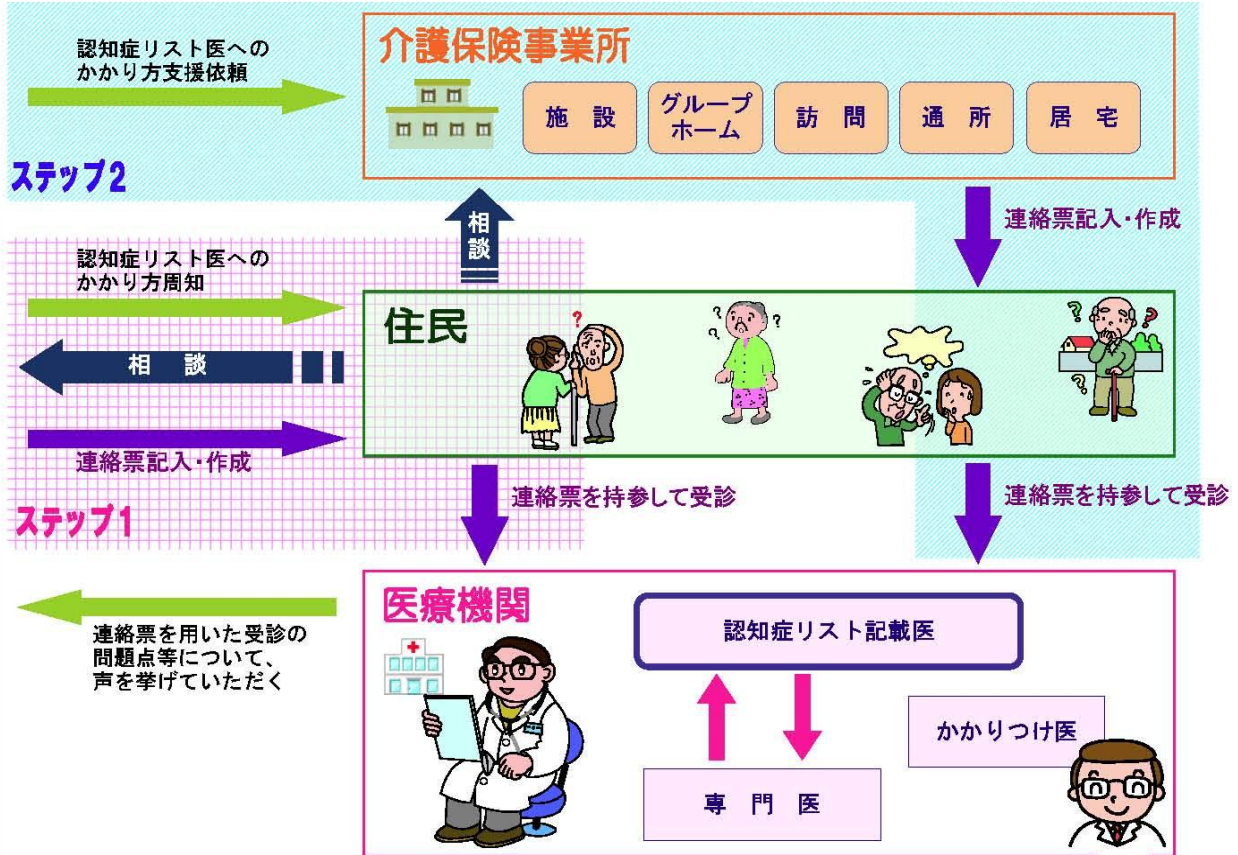 認知症リスト医への
かかり方支援依頼
介護保険事業所
施設
グループ
ホーム
訪問
通所
居宅
ステップ2
相談
連絡票記入・作成
認知症リスト医への
かかり方周知
住民
相談
連絡票記入・作成
ステップ1
連絡票を持参して受診
連絡票を持参して受診
医療機関
認知症リスト記載医
かかりつけ医
専門医
連絡票を用いた受診の
問題点等について、
声を挙げていただく